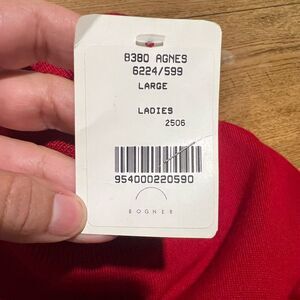 8380 AGNES
6224/599
LARGE
LADIES
2506
954000220590
BOGNER